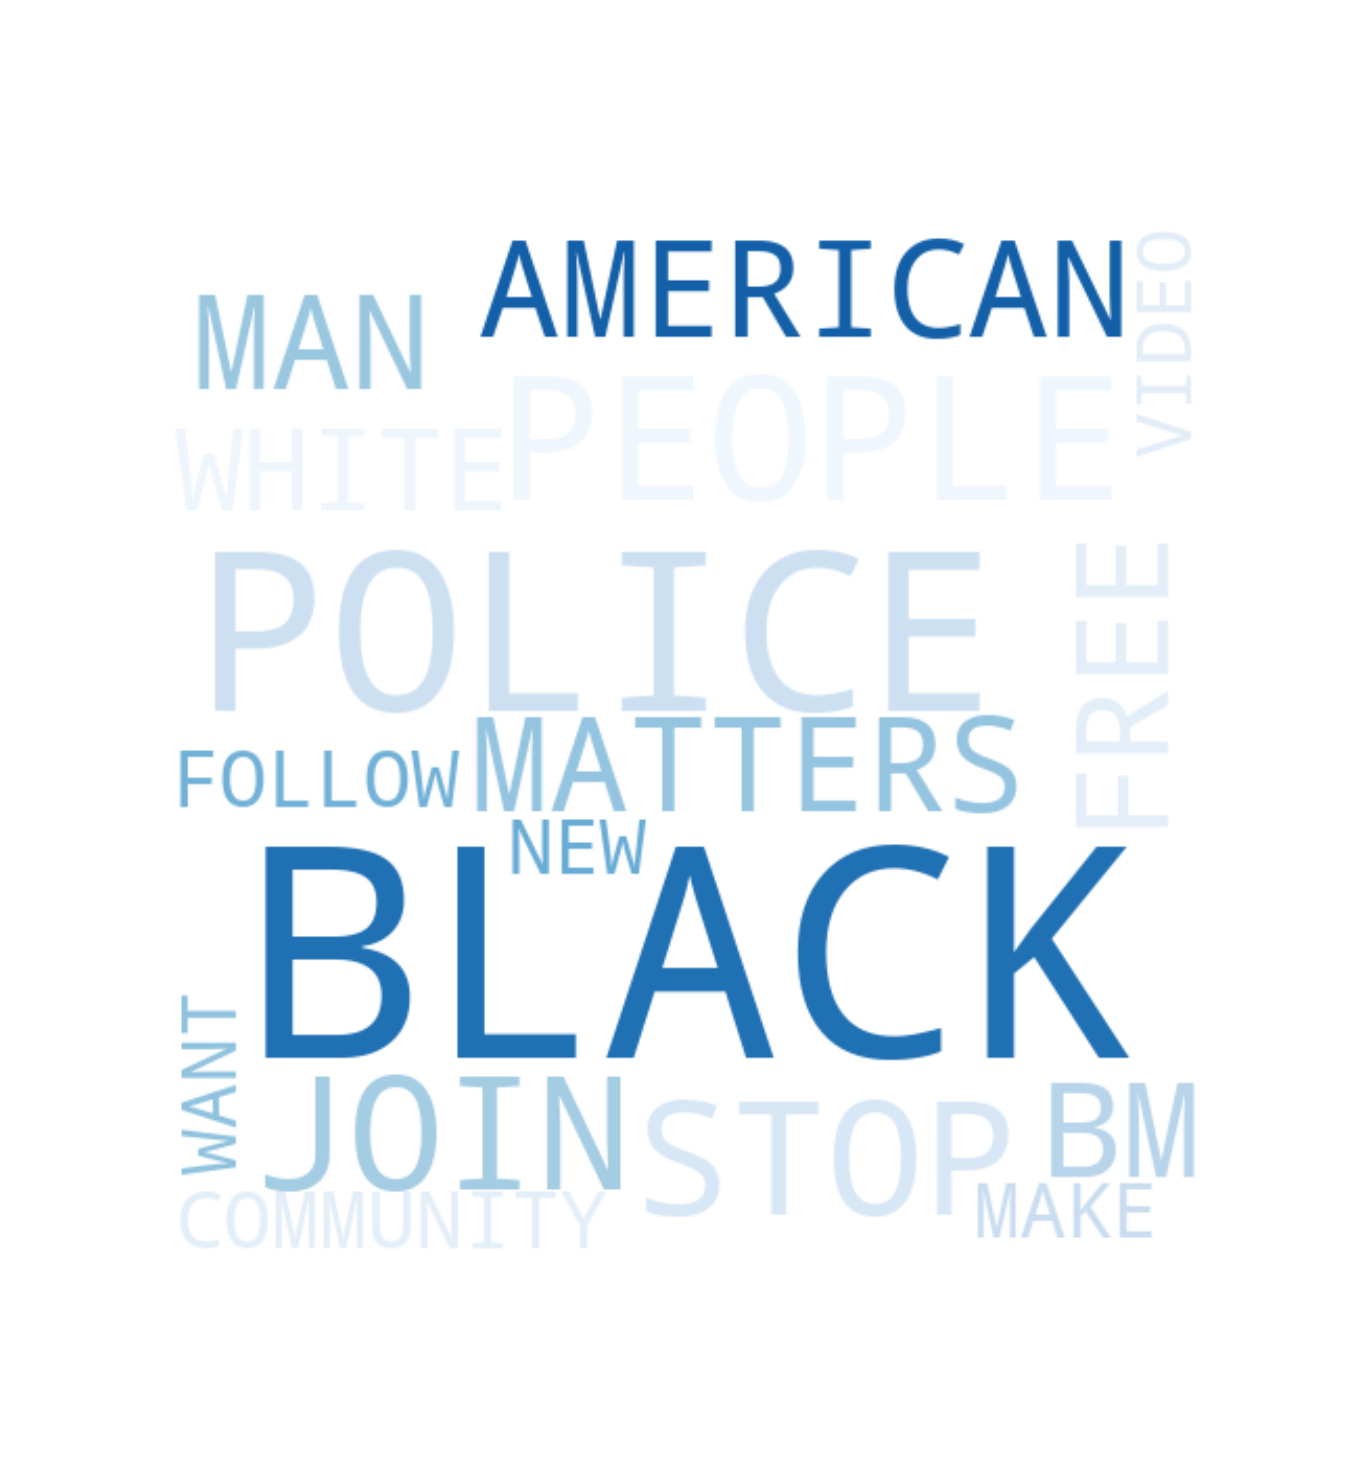 AMERICAN
VIDEO
MAN
PEOPLE
WHITE
POLICE
FREE
MATTERS
FOLLOW
NEW
BLACK
WANT
JOIN
STOP
BM
MAKE
COMMUNITY